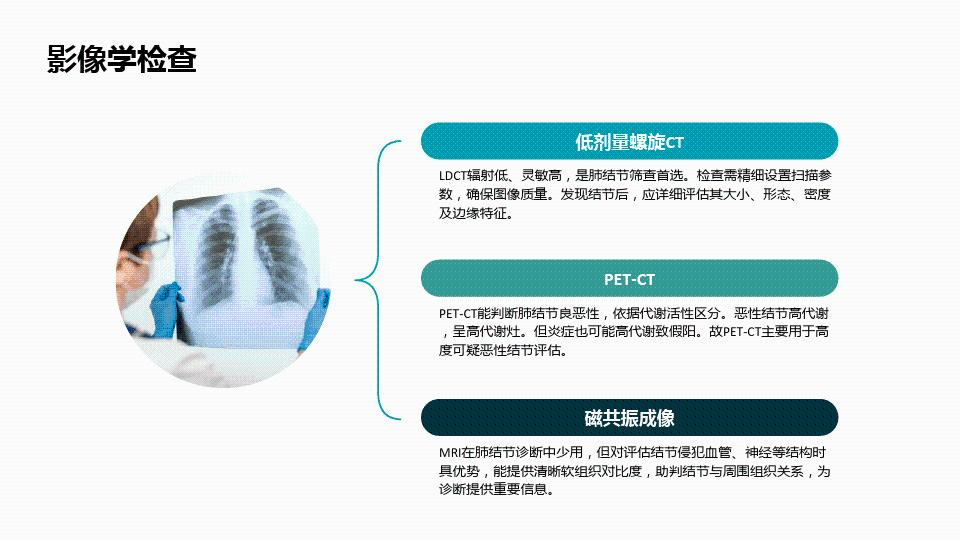 影像学检查
低剂量螺旋CT
LDCT辐射低、灵敏高，是肺结节筛查首选。检查需精细设置扫描参
数，确保图像质量。发现结节后，应详细评估其大小、形态、密度
及边缘特征。
PET-CT
PET-CT能判断肺结节良恶性，依据代谢活性区分。恶性结节高代谢
，呈高代谢灶。但炎症也可能高代谢致假阳。故PET-CT主要用于高
度可疑恶性结节评估。
磁共振成像
MRI在肺结节诊断中少用，但对评估结节侵犯血管、神经等结构时
具优势，能提供清晰软组织对比度，助判结节与周围组织关系，为
诊断提供重要信息。